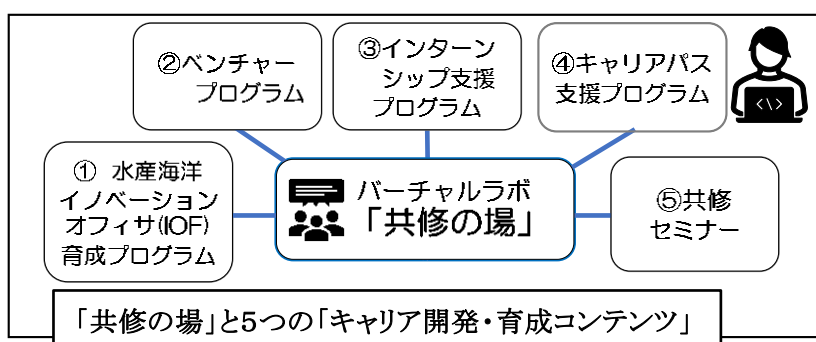 ②ベンチャー
プログラム
③インターン
シップ支援
プログラム
④キャリアパス
支援プログラム
① 水産海洋
イノベーション
オフィサ(IOF)
育成プログラム
バーチャルラボ
「共修の場」
⑤共修
セミナー
「共修の場」と5つの「キャリア開発・育成コンテンツ」